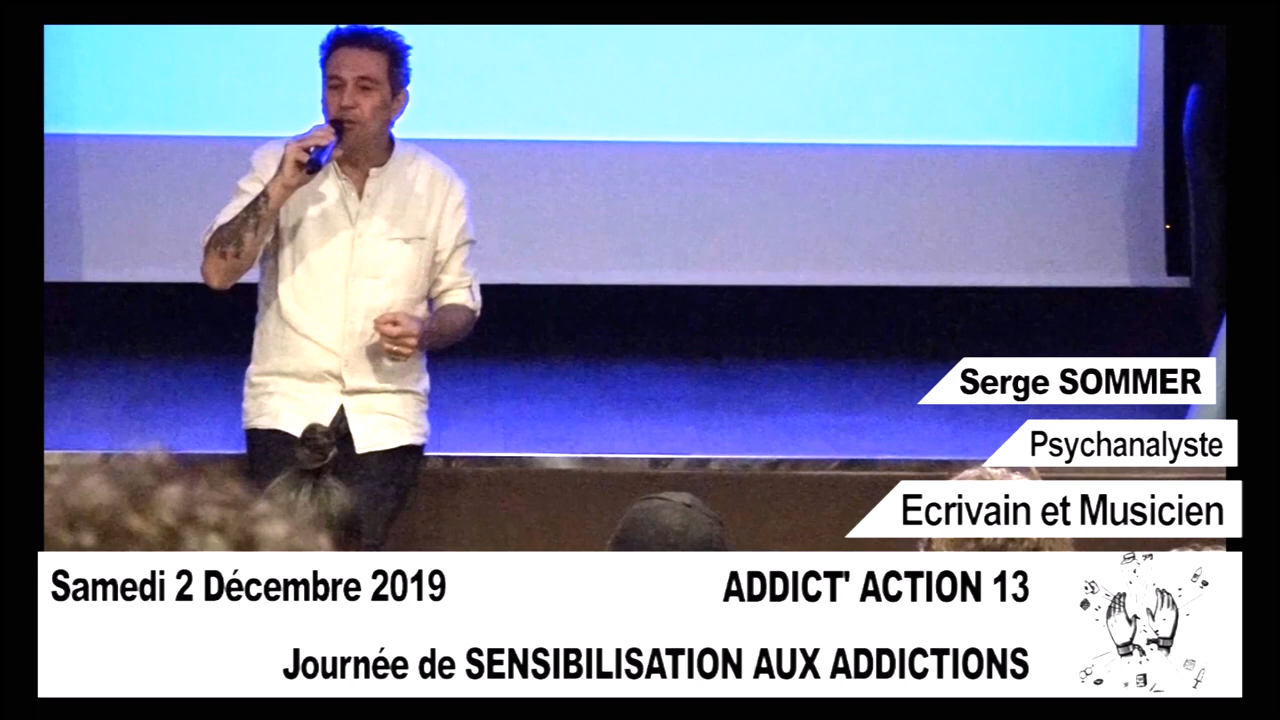 Serge SOMMER
Psychanalyste
Ecrivain et Musicien
Samedi 2 Décembre 2019
ADDICT' ACTION 13
Journée de SENSIBILISATION AUX ADDICTIONS